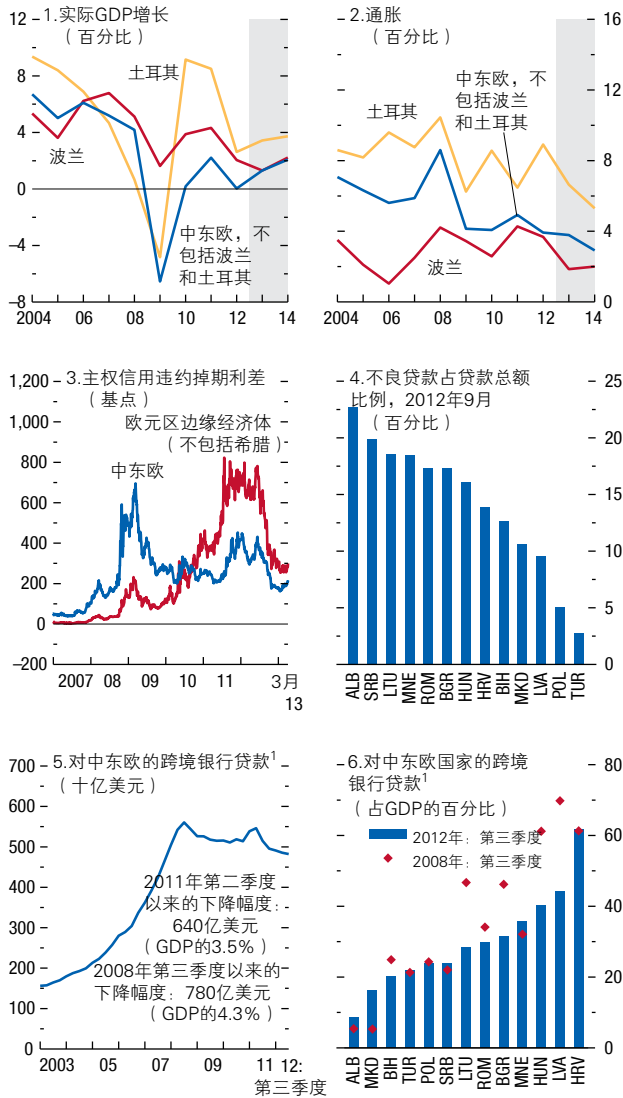 1.实际GDP增长
（百分比）
12
8
4
0
–4
–8
土耳其
波兰
中东欧，不
包括波兰
和土耳其
2004
06
08
10
12
14
2.通胀
（百分比）
16
12
8
4
0
中东欧，不
包括波兰
和土耳其
土耳其
波兰
2004
06
08
10
12
14
3.主权信用违约掉期利差
（基点）
1,200
1,000
800
600
400
200
0
–200
欧元区边缘经济体
（不包括希腊）
中东欧
2007
08
09
10
11
3月
13
4.不良贷款占贷款总额
比例，2012年9月
（百分比）
25
20
15
10
5
0
ALB
SRB
LTU
MNE
ROM
BGR
HUN
HRV
BIH
MKD
LVA
POL
TUR
5.对中东欧的跨境银行贷款1
（十亿美元）
700
600
500
400
300
200
100
0
2011年第二季度
以来的下降幅度：
640亿美元
（GDP的3.5%）
2008年第三季度以来的
下降幅度：780亿美元
（GDP的4.3%）
2003
05
07
09
11
12:
第三季度
6.对中东欧国家的跨境
银行贷款1
（占GDP的百分比）
2012年：第三季度
2008年：第三季度
80
60
40
20
0
ALB
MKD
BIH
TUR
POL
SRB
LTU
ROM
BGR
MNE
HUN
LVA
HRV